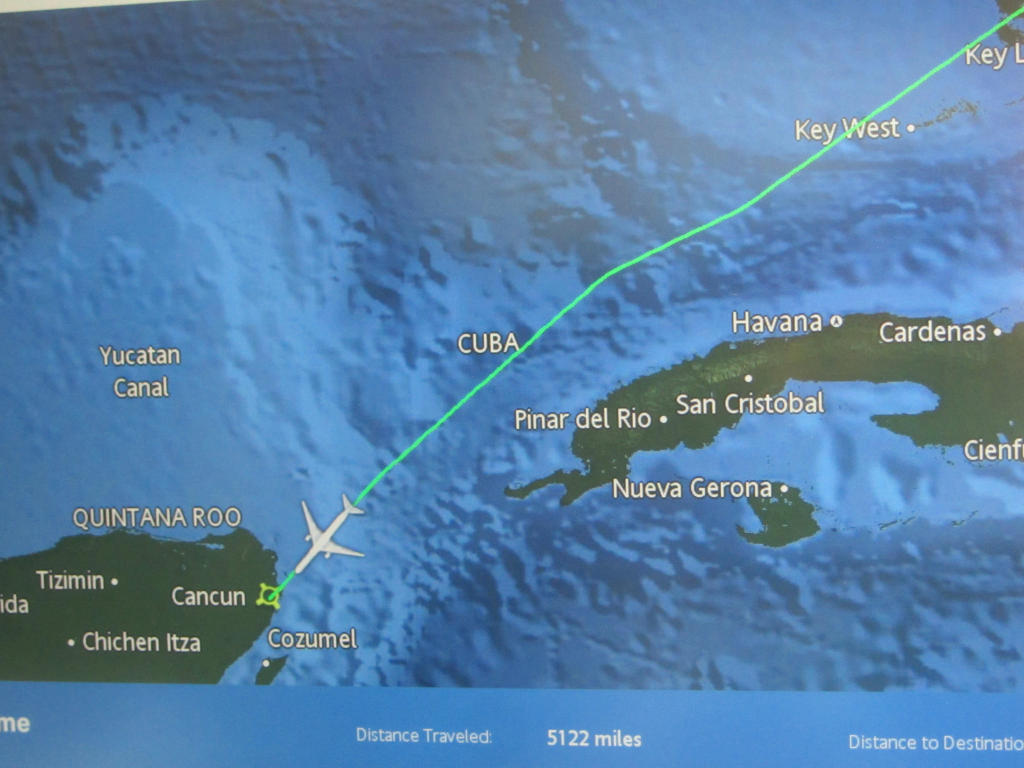 Key L
Key West
Havana
Cardenas
CUBA
Yucatan
Canal
San Cristobal
Pinar del Rio
Cienfu
Nueva Gerona
QUINTANA ROO
Tizimin
Cancun
ida
Chichen Itza
Cozumel
me
Distance Traveled:
5122 miles
Distance to Destinatio